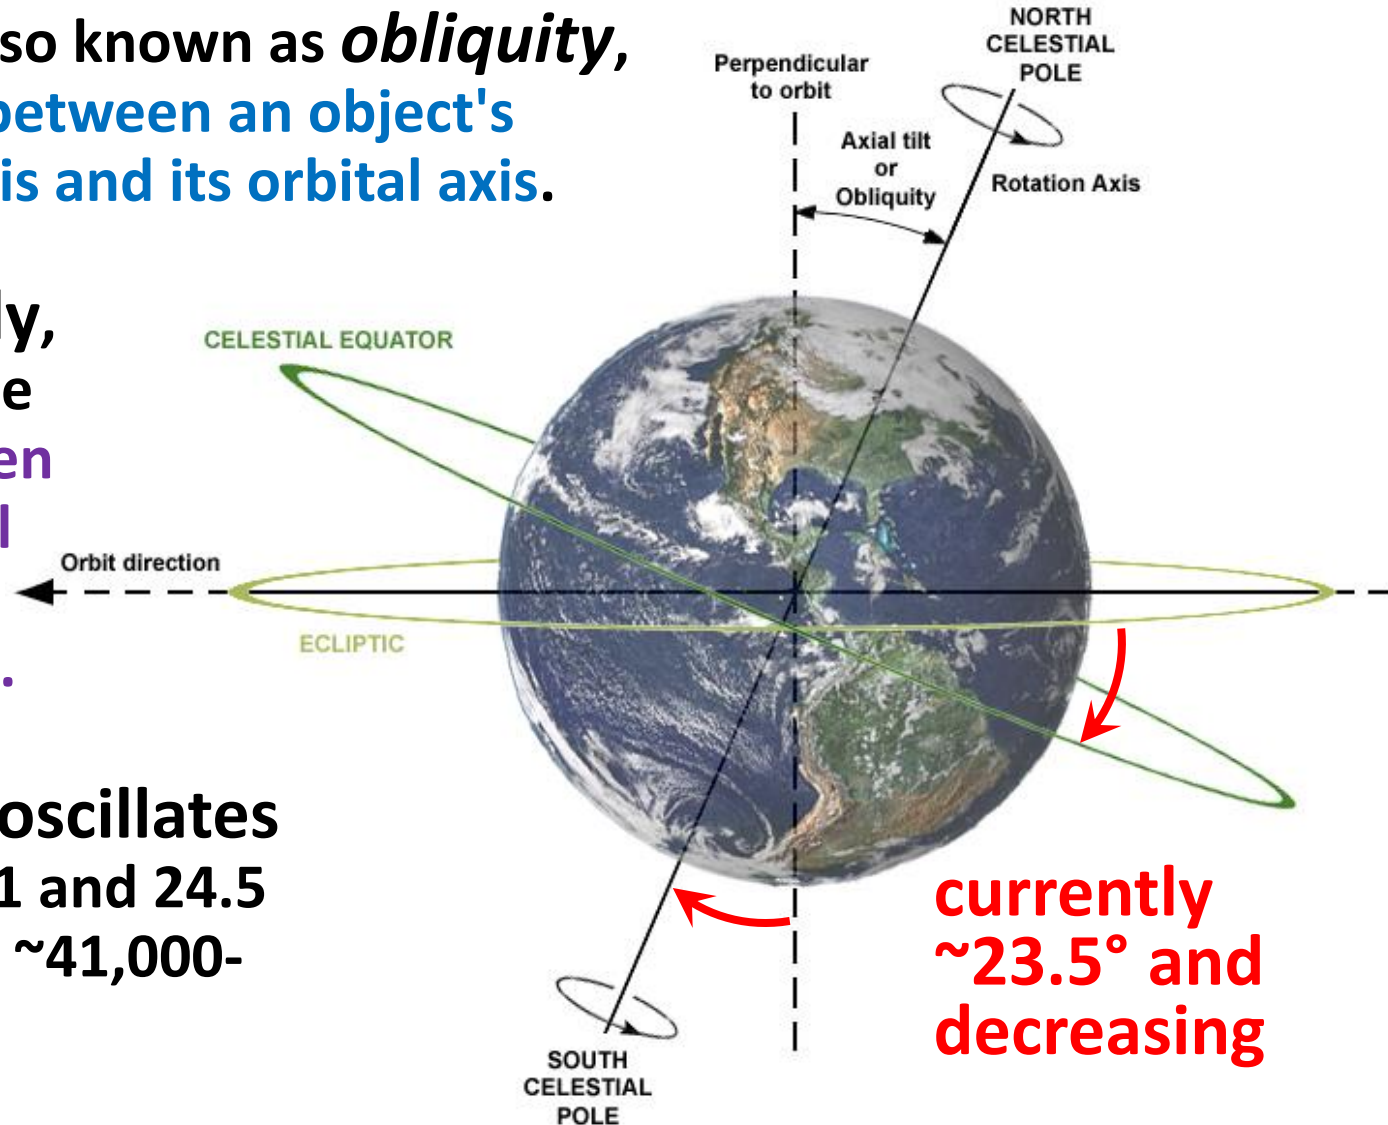 so known as obliquity,
between an object's
is and its orbital axis.
ly,
e
en
l
.
oscillates
1 and 24.5
~41,000-
NORTH
CELESTIAL
POLE
Perpendicular
to orbit
Axial tilt
or
Obliquity
Rotation Axis
CELESTIAL EQUATOR
Orbit direction
ECLIPTIC
currently
~23.5° and
decreasing
SOUTH
CELESTIAL
POLE